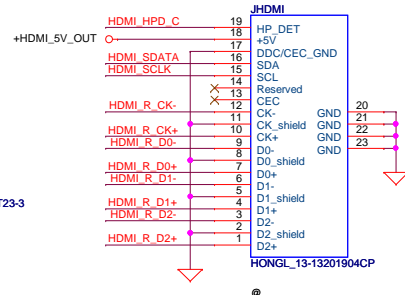 JHDMI
HDMI_HPD_C 19 HP_DET
+HDMI_5V_OUT 18 +5V
17 DDC/CEC_GND
HDMI_SDATA 16 SDA
HDMI_SCLK 15 SCL
14 Reserved
13 CEC
HDMI_R_CK- 12 CK- GND 20
11 CK_shield GND 21
HDMI_R_CK+ 10 CK+ GND 22
HDMI_R_D0- 9 D0- GND 23
8 D0_shield
HDMI_R_D0+ 7 D0+
HDMI_R_D1- 6 D1-
5 D1_shield
T23-3
HDMI_R_D1+ 4 D1+
HDMI_R_D2- 3 D2-
2 D2_shield
HDMI_R_D2+ 1 D2+
HONGL_13-13201904CP
@